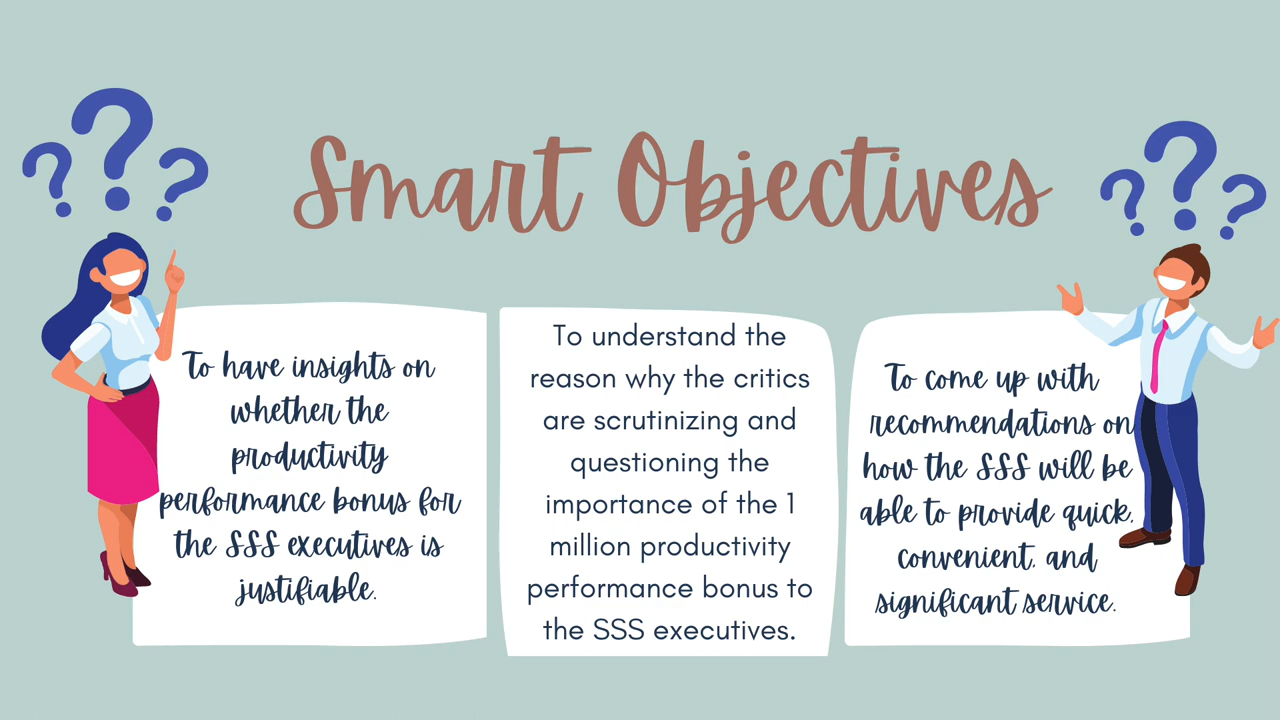 Smart Objectives
To have insights on
whether the
productivity
performance bonus for
the SSS executives is
justifiable.
To understand the
reason why the critics
are scrutinizing and
questioning the
importance of the 1
million productivity
performance bonus to
the SSS executives.
To come up with
recommendations on
how the SSS will be
able to provide quick,
convenient, and
significant service.